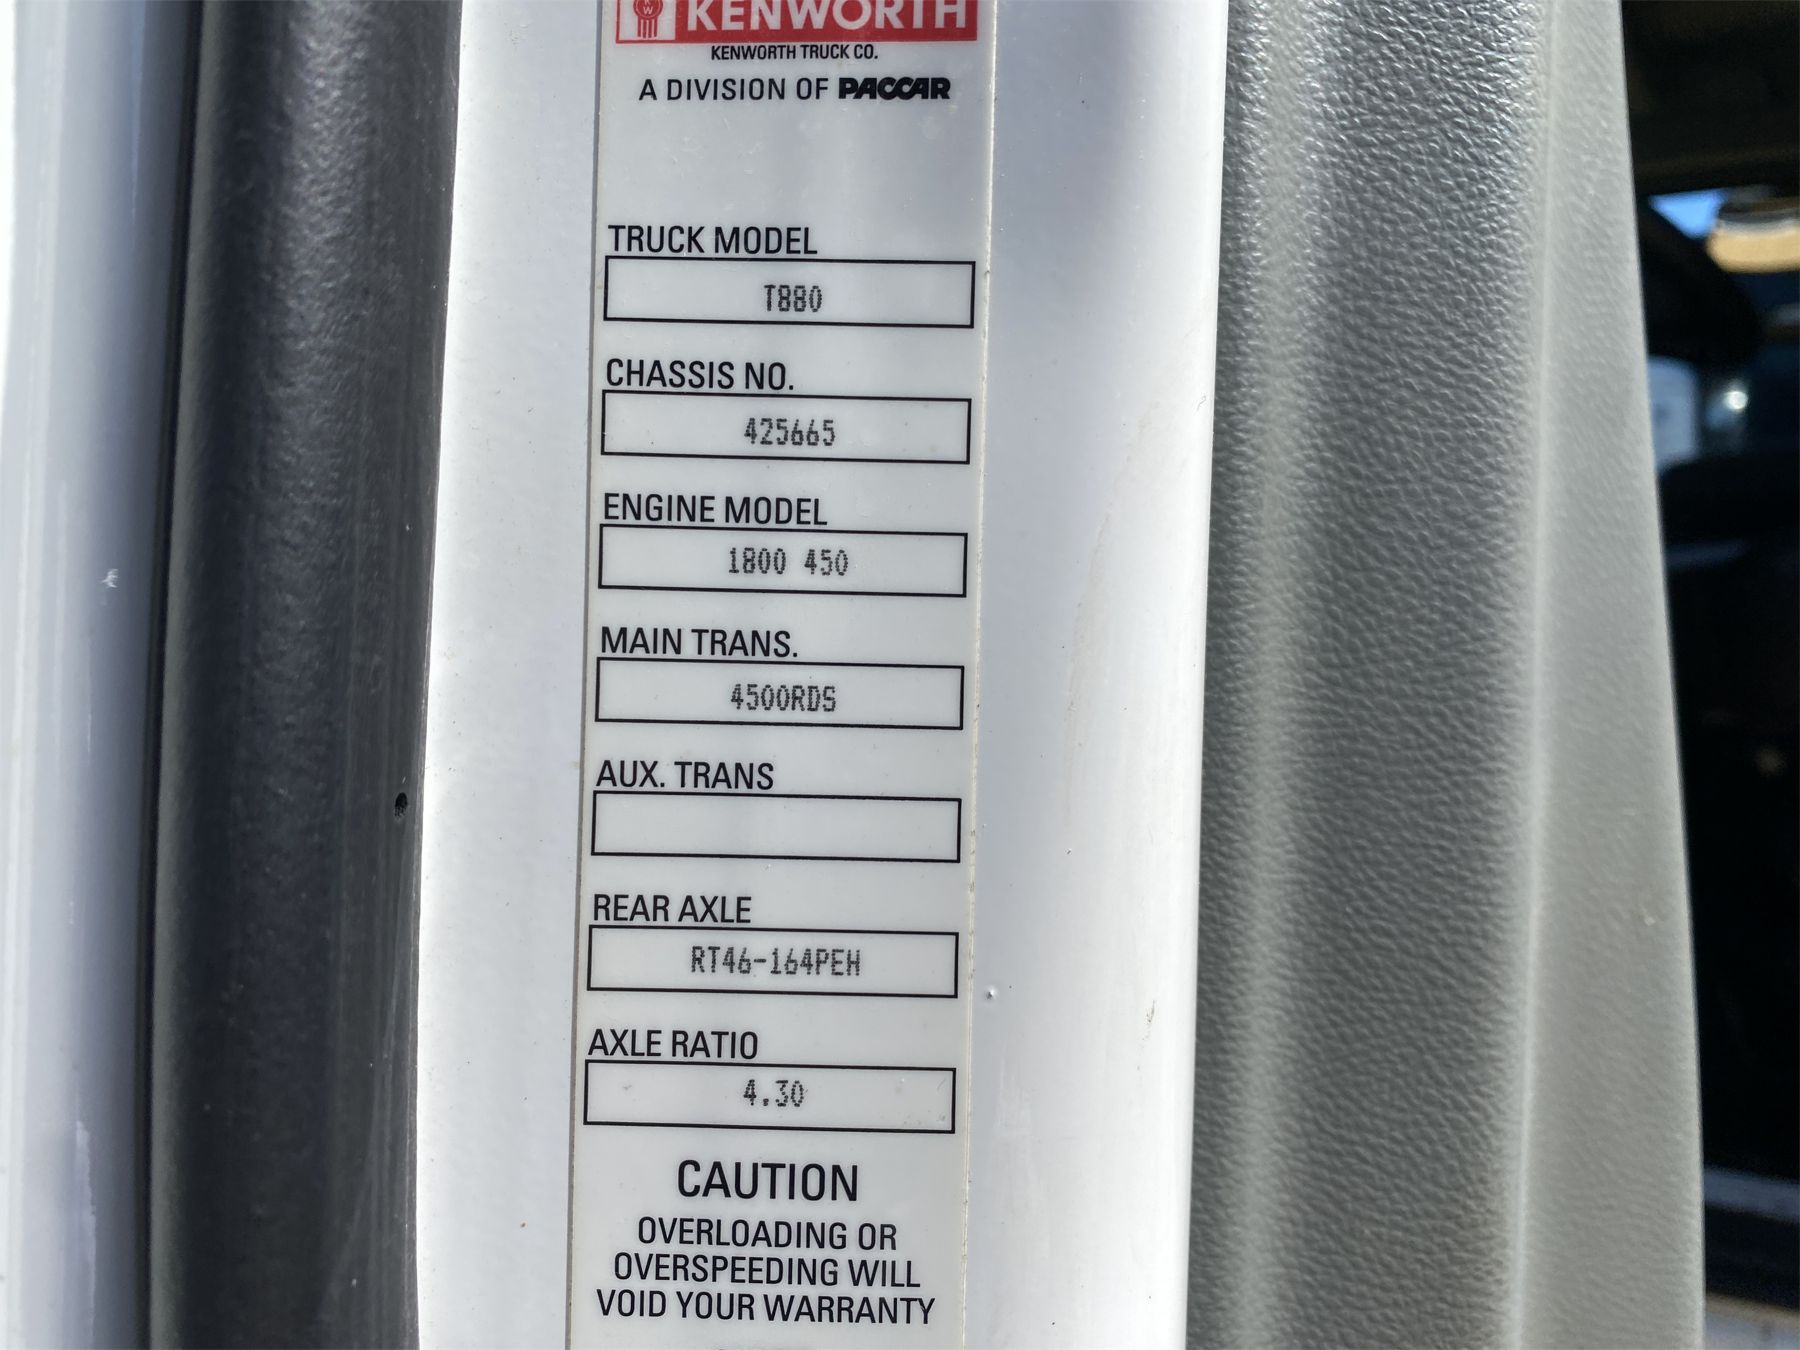 KENWORTH
KENWORTH TRUCK CO.
A DIVISION OF PACCAR
TRUCK MODEL
T880
CHASSIS NO.
425665
ENGINE MODEL
1800 450
MAIN TRANS.
4500RDS
AUX. TRANS
REAR AXLE
RT46-164PEH
AXLE RATIO
4.30
CAUTION
OVERLOADING OR
OVERSPEEDING WILL
VOID YOUR WARRANTY